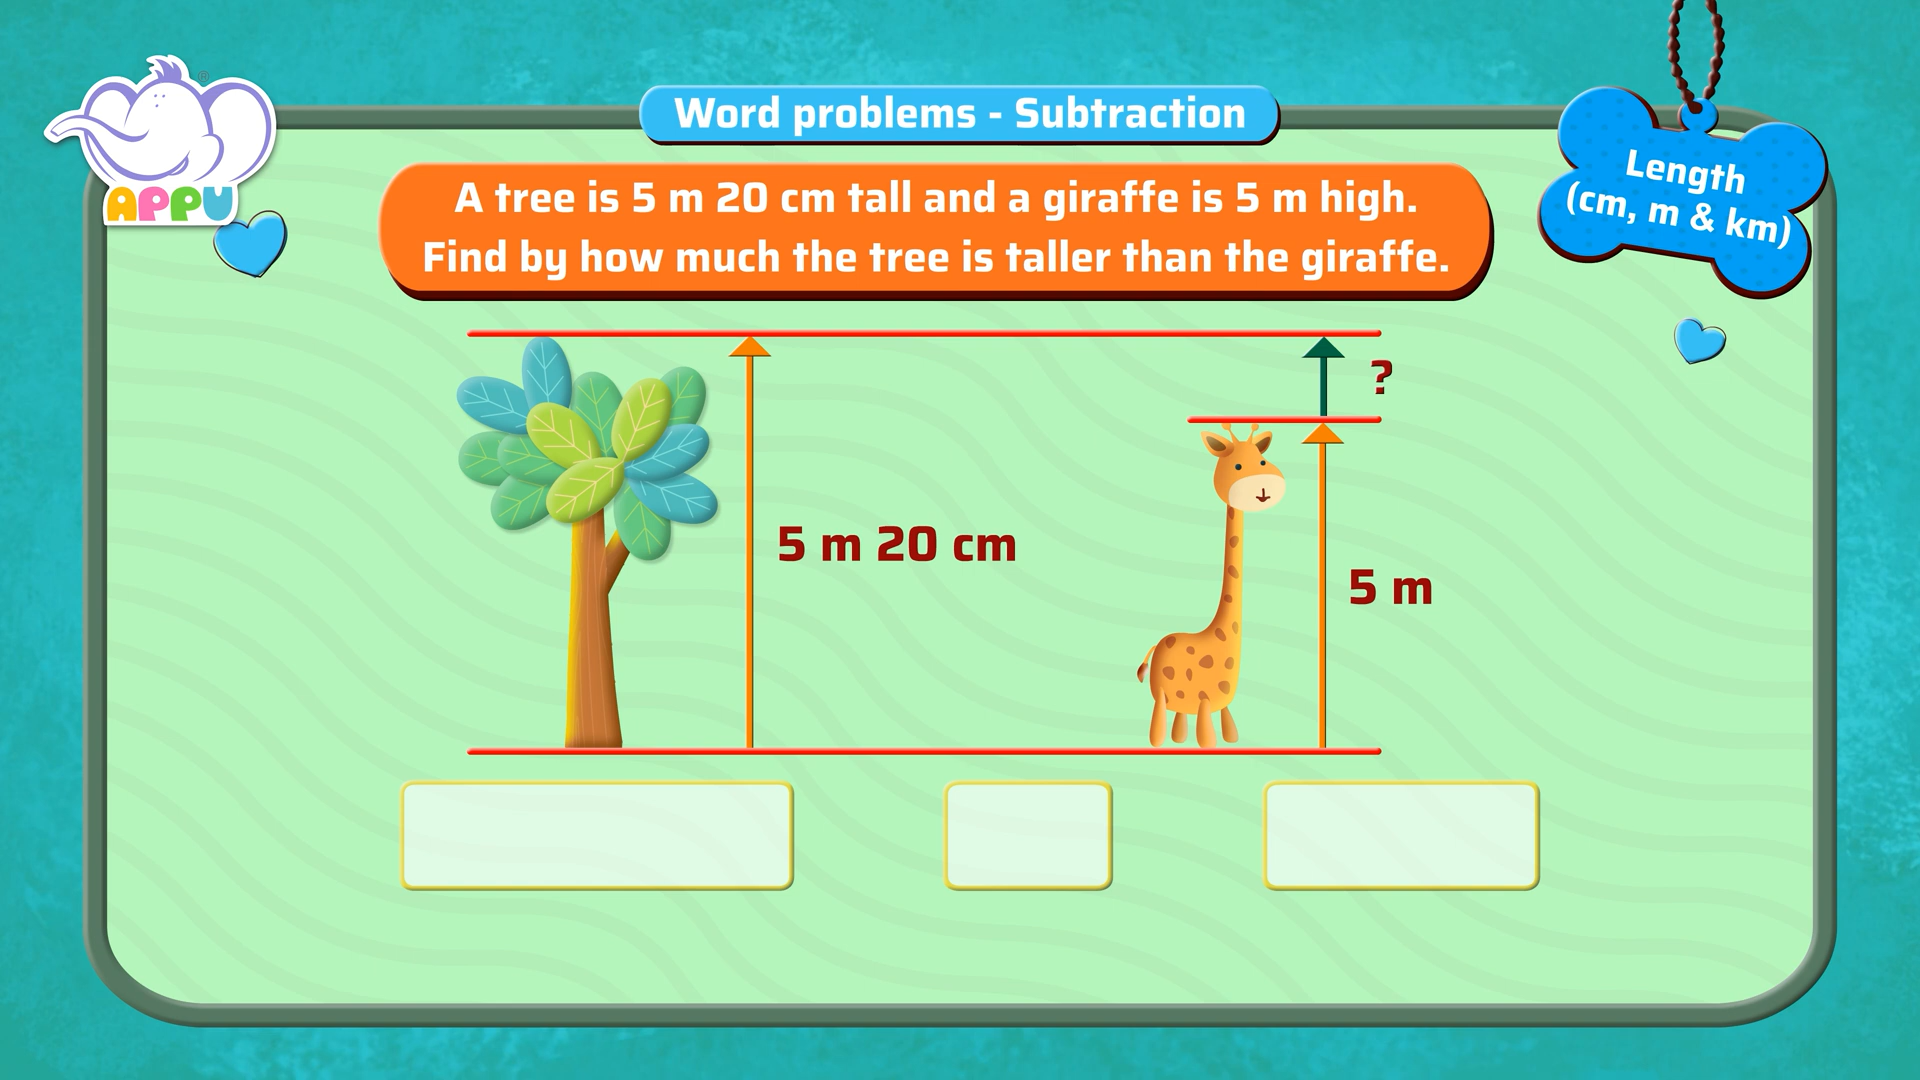 APPU
®
Word problems - Subtraction
Length
(cm, m & km)
A tree is 5 m 20 cm tall and a giraffe is 5 m high.
Find by how much the tree is taller than the giraffe.
?
5 m 20 cm
5 m